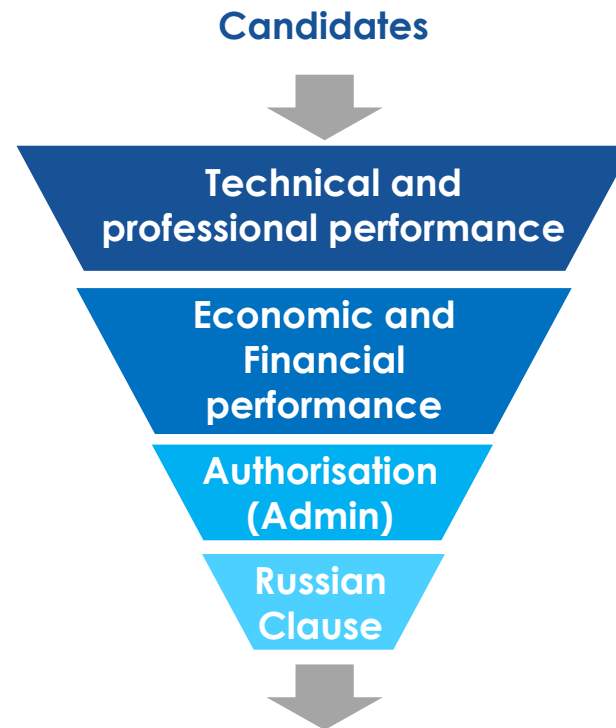 Candidates
Technical and
professional performance
Economic and
Financial
performance
Authorisation
(Admin)
Russian
Clause